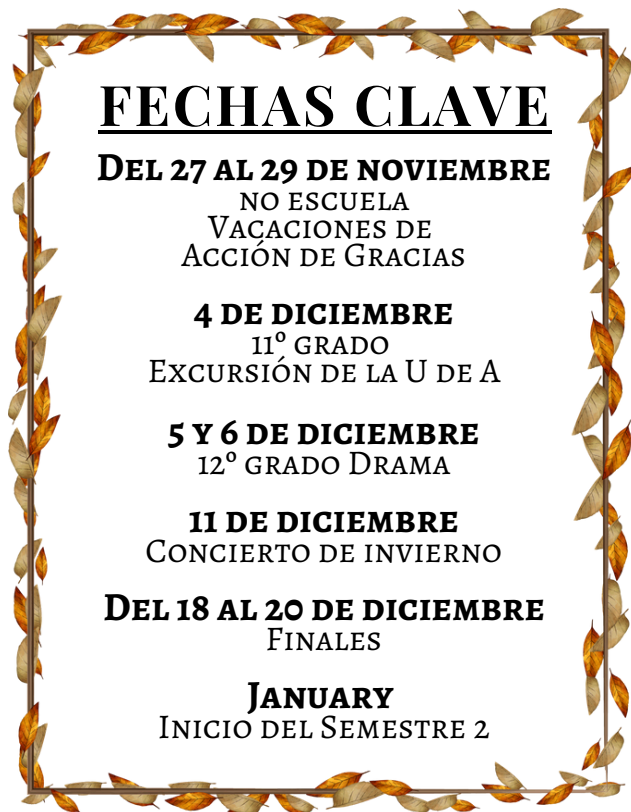 FECHAS CLAVE
Del 27 al 29 de noviembre
no escuela
Vacaciones de
Acción de Gracias
4 de diciembre
11º grado
Excursión de la U de A
5 y 6 de diciembre
12º grado Drama
11 de diciembre
Concierto de invierno
Del 18 al 20 de diciembre
Finales
January
Inicio del Semestre 2